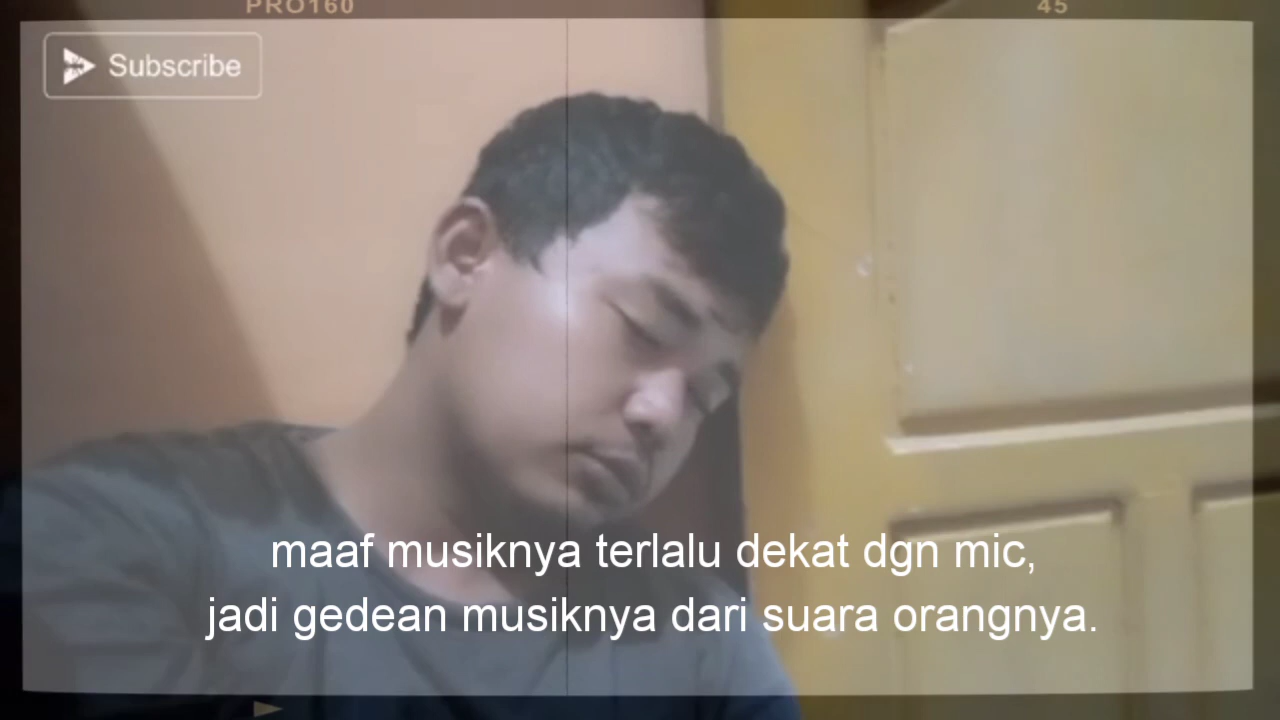 PRO160 45
Subscribe
maaf musiknya terlalu dekat dgn mic,
jadi gedean musiknya dari suara orangnya.